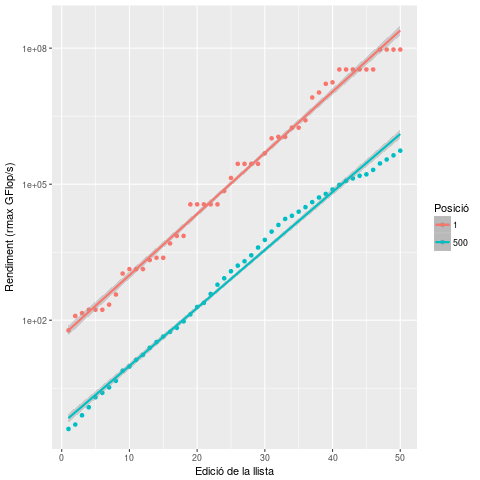 Rendiment (rmax GFlop/s)
1e+08
1e+05
1e+02
0
10
20
30
40
50
Edició de la llista
Posició
1
500